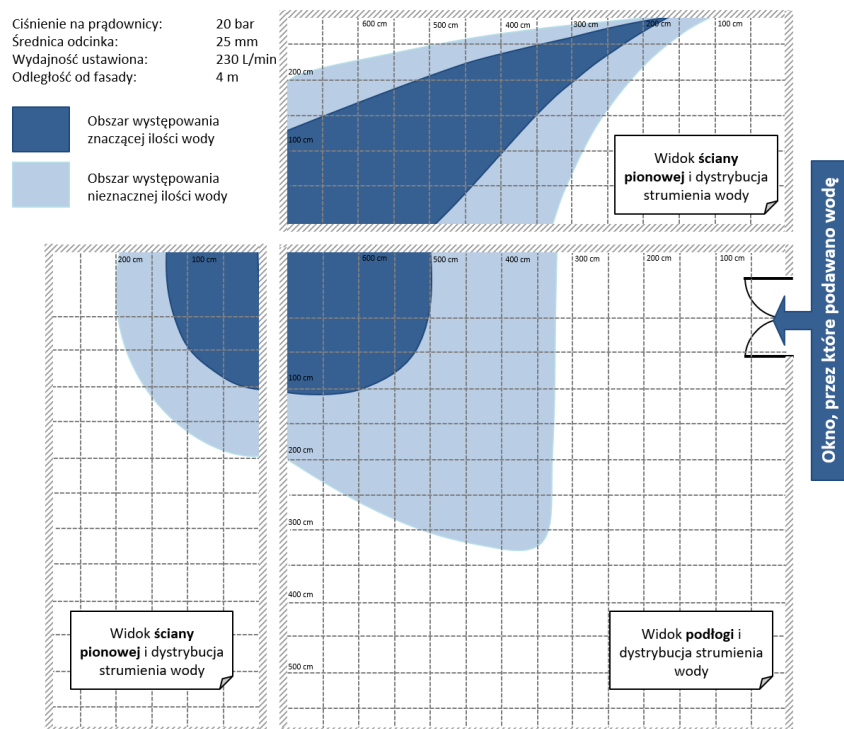 Ciśnienie na prądownicy: 20 bar
Średnica odcinka: 25 mm
Wydajność ustawiona: 230 L/min
Odległość od fasady: 4 m
Obszar występowania
znaczącej ilości wody
Obszar występowania
nieznacznej ilości wody
600 cm 500 cm 400 cm 300 cm 200 cm 100 cm
200 cm
100 cm
Widok ściany
pionowej i dystrybucja
strumienia wody
Okno, przez które podawano wodę
200 cm 100 cm
Widok ściany
pionowej i dystrybucja
strumienia wody
600 cm 500 cm 400 cm 300 cm 200 cm 100 cm
100 cm
200 cm
300 cm
400 cm
500 cm
Widok podłogi i
dystrybucja strumienia
wody